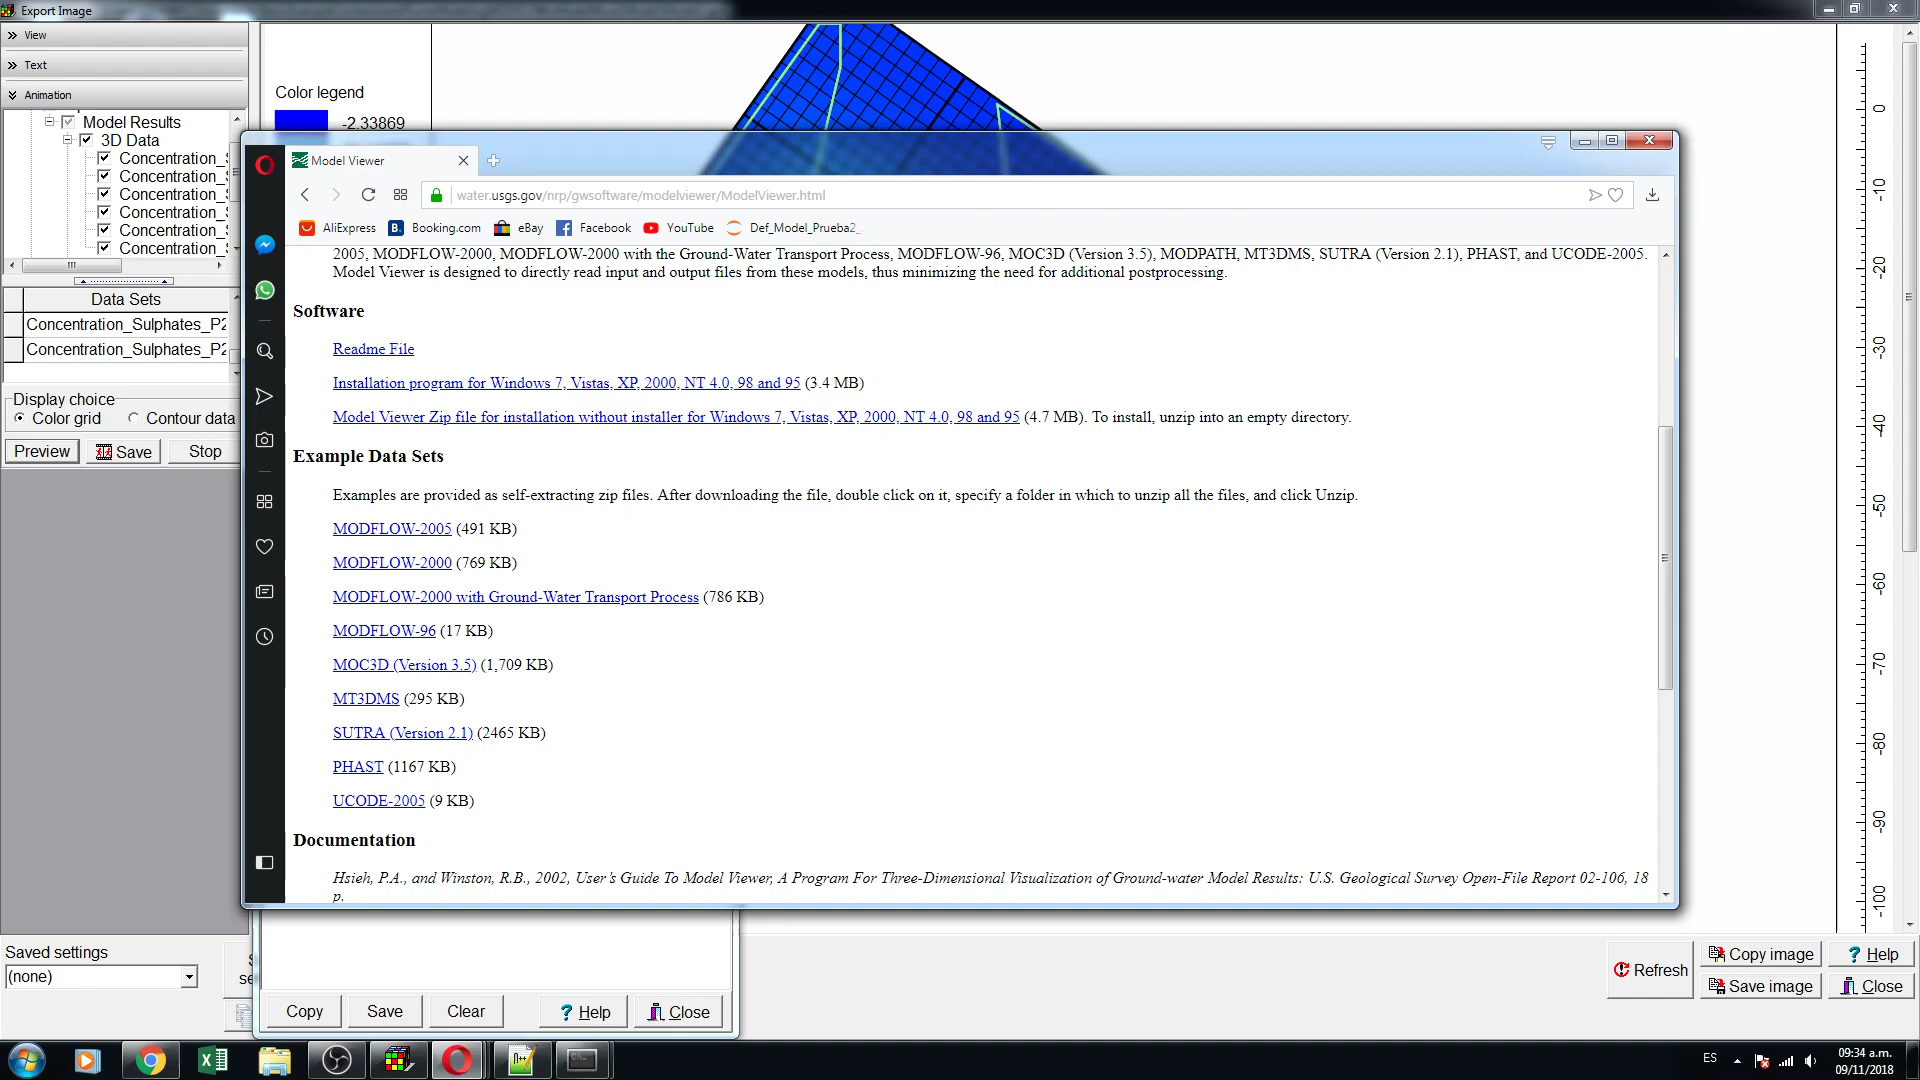 Export Image
View
Text
Animation
Model Results
3D Data
Concentration_
Concentration_
Concentration_
Concentration_
Concentration_
Concentration_
Data Sets
Concentration_Sulphates_P2
Concentration_Sulphates_P2
Display choice
Color grid
Contour data
Preview
Save
Stop
Saved settings
(none)
Color legend
-2.33869
Model Viewer
water.usgs.gov/nrp/gwsoftware/modelviewer/ModelViewer.html
AliExpress
Booking.com
eBay
Facebook
YouTube
Def_Model_Prueba2_
2005, MODFLOW-2000, MODFLOW-2000 with the Ground-Water Transport Process, MODFLOW-96, MOC3D (Version 3.5), MODPATH, MT3DMS, SUTRA (Version 2.1), PHAST, and UCODE-2005.
Model Viewer is designed to directly read input and output files from these models, thus minimizing the need for additional postprocessing.
Software
Readme File
Installation program for Windows 7, Vistas, XP, 2000, NT 4.0, 98 and 95 (3.4 MB)
Model Viewer Zip file for installation without installer for Windows 7, Vistas, XP, 2000, NT 4.0, 98 and 95 (4.7 MB). To install, unzip into an empty directory.
Example Data Sets
Examples are provided as self-extracting zip files. After downloading the file, double click on it, specify a folder in which to unzip all the files, and click Unzip.
MODFLOW-2005 (491 KB)
MODFLOW-2000 (769 KB)
MODFLOW-2000 with Ground-Water Transport Process (786 KB)
MODFLOW-96 (17 KB)
MOC3D (Version 3.5) (1,709 KB)
MT3DMS (295 KB)
SUTRA (Version 2.1) (2465 KB)
PHAST (1167 KB)
UCODE-2005 (9 KB)
Documentation
Hsieh, P.A., and Winston, R.B., 2002, User's Guide To Model Viewer, A Program For Three-Dimensional Visualization of Ground-water Model Results: U.S. Geological Survey Open-File Report 02-106, 18
p.
0
-10
-20
-30
-40
-50
-60
-70
-80
-90
-100
Copy
Save
Clear
Help
Close
Refresh
Copy image
Help
Save image
Close
ES
09:34 a.m.
09/11/2018